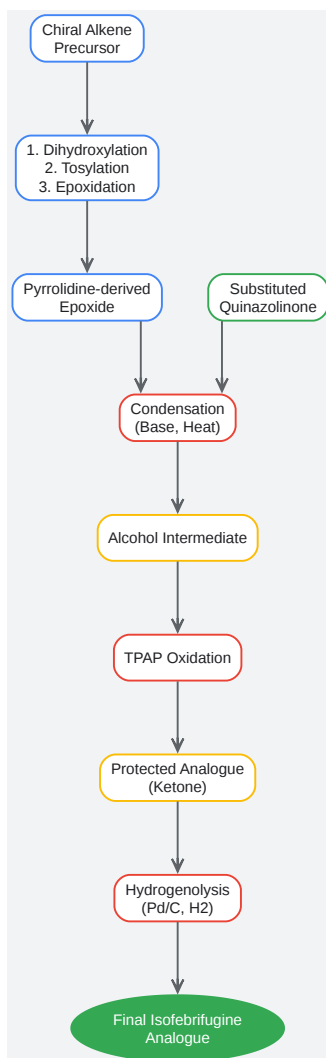 Chiral Alkene
Precursor
1. Dihydroxylation
2. Tosylation
3. Epoxidation
Pyrrolidine-derived
Epoxide
Substituted
Quinazolinone
Condensation
(Base, Heat)
Alcohol Intermediate
TPAP Oxidation
Protected Analogue
(Ketone)
Hydrogenolysis
(Pd/C, H2)
Final Isofebrifugine
Analogue